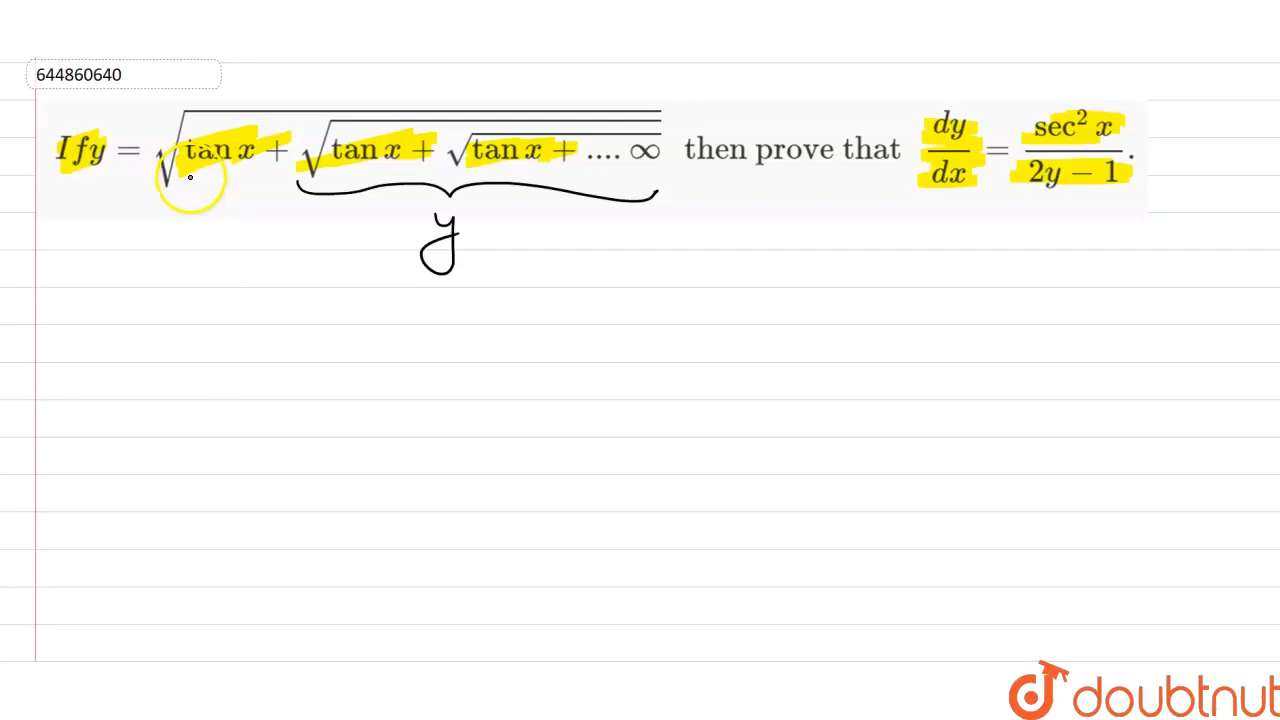 644860640
If y = √(tan x + √(tan x + √(tan x + .... ∞))) then prove that dy/dx = sec² x/(2y − 1).
y
doubtnut